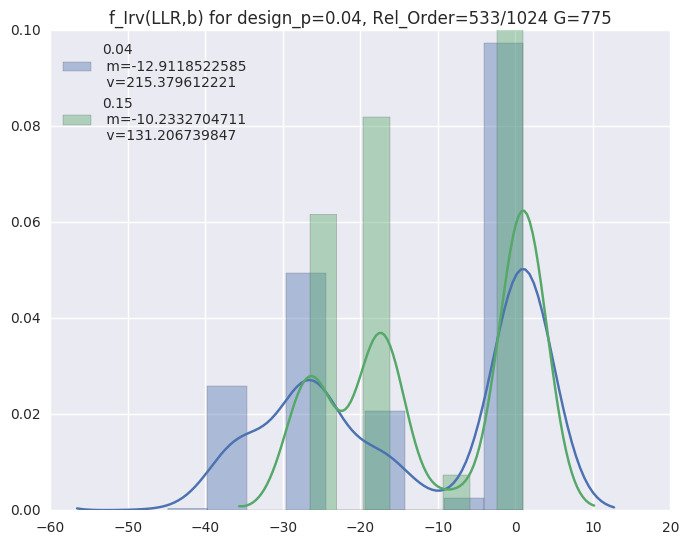 f_Irv(LLR,b) for design_p=0.04, Rel_Order=533/1024 G=775
0.04
m=-12.9118522585
v=215.379612221
0.15
m=-10.2332704711
v=131.206739847
0.10
0.08
0.06
0.04
0.02
0.00
−60 −50 −40 −30 −20 −10 0 10 20